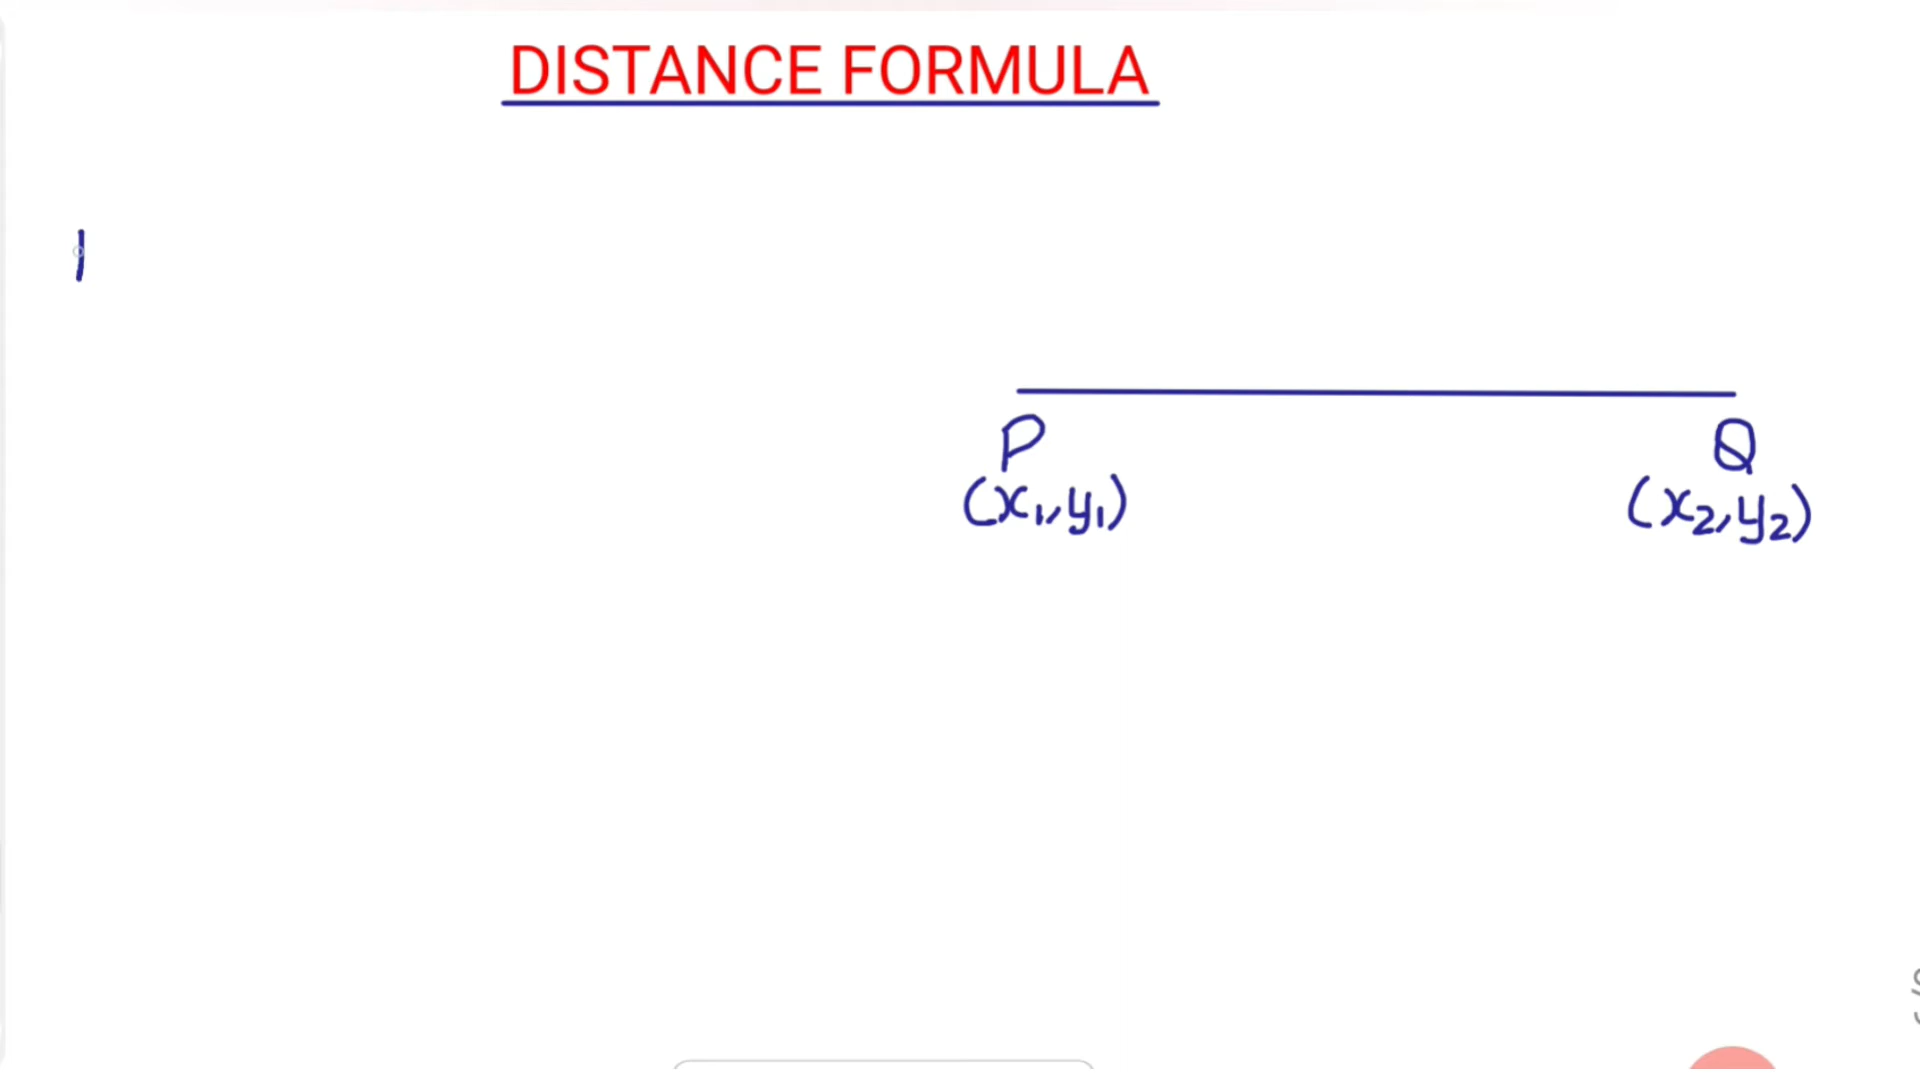 DISTANCE FORMULA
P Q
(x₁,y₁) (x₂,y₂)